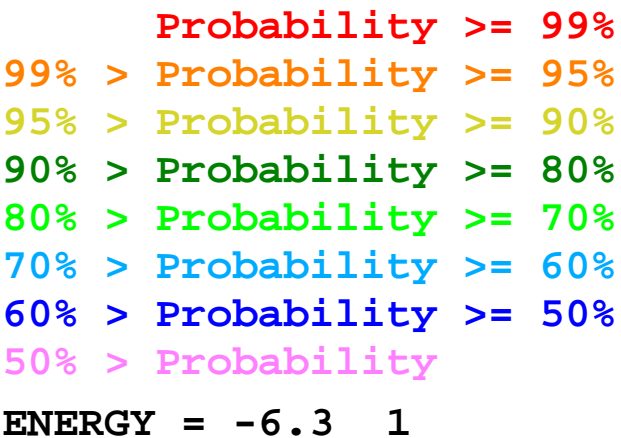 Probability >= 99%
99% > Probability >= 95%
95% > Probability >= 90%
90% > Probability >= 80%
80% > Probability >= 70%
70% > Probability >= 60%
60% > Probability >= 50%
50% > Probability
ENERGY = -6.3  1